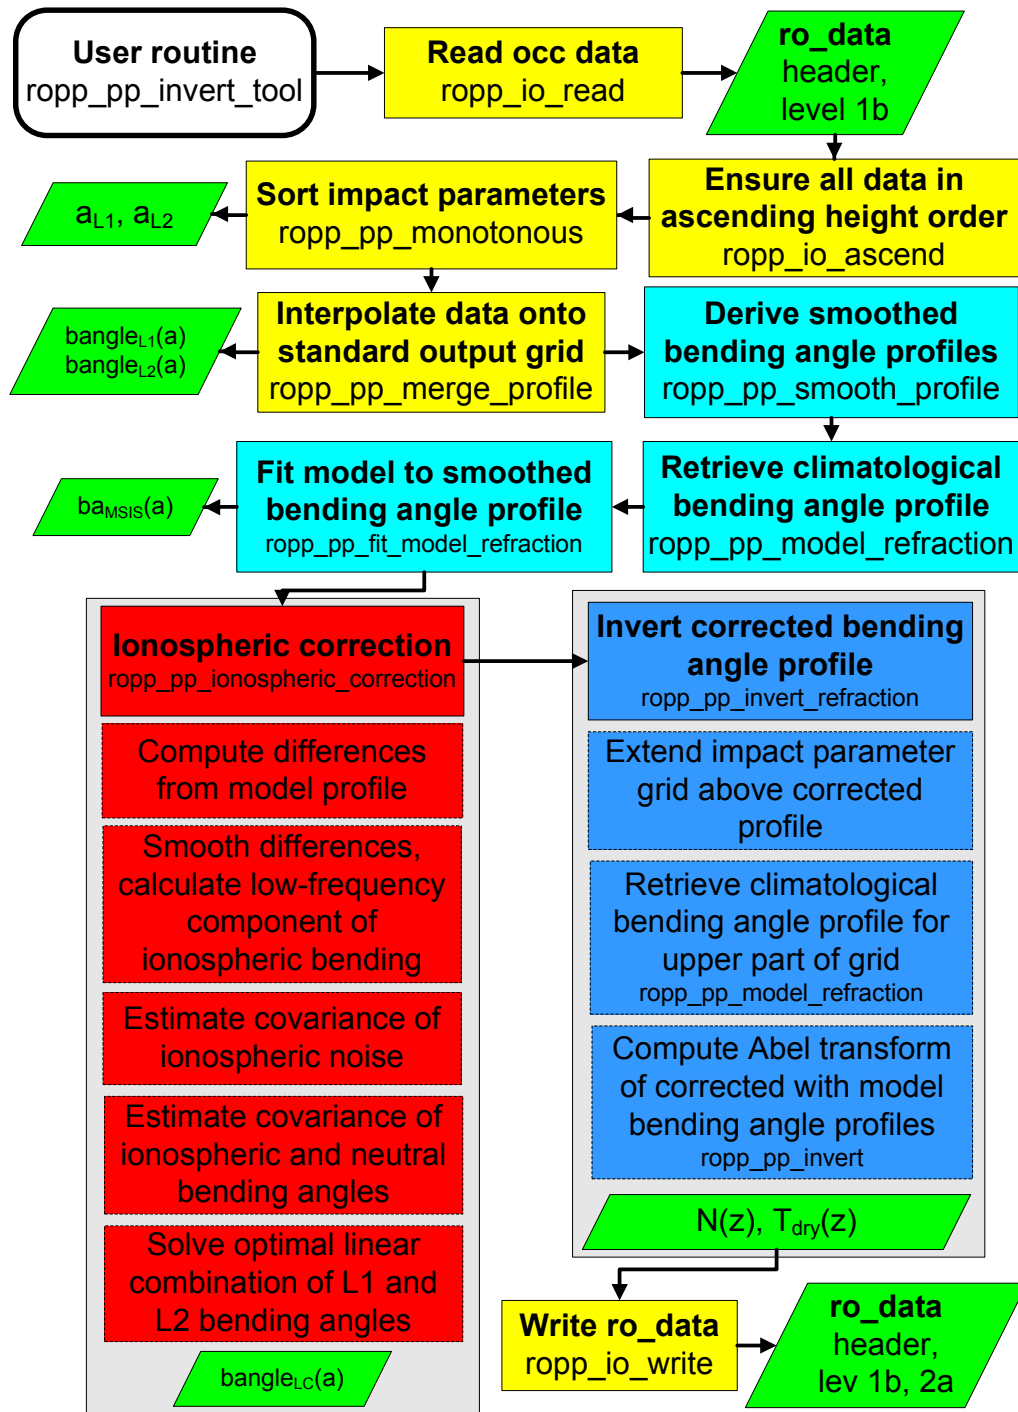 User routine
ropp_pp_invert_tool
Read occ data
ropp_io_read
ro_data
header,
level 1b
Ensure all data in
ascending height order
ropp_io_ascend
Sort impact parameters
ropp_pp_monotonous
aL1, aL2
Interpolate data onto
standard output grid
ropp_pp_merge_profile
bangleL1(a)
bangleL2(a)
Derive smoothed
bending angle profiles
ropp_pp_smooth_profile
Retrieve climatological
bending angle profile
ropp_pp_model_refraction
Fit model to smoothed
bending angle profile
ropp_pp_fit_model_refraction
baMSIS(a)
Ionospheric correction
ropp_pp_ionospheric_correction
Compute differences
from model profile
Smooth differences,
calculate low-frequency
component of
ionospheric bending
Estimate covariance of
ionospheric noise
Estimate covariance of
ionospheric and neutral
bending angles
Solve optimal linear
combination of L1 and
L2 bending angles
bangleLC(a)
Invert corrected bending
angle profile
ropp_pp_invert_refraction
Extend impact parameter
grid above corrected
profile
Retrieve climatological
bending angle profile for
upper part of grid
ropp_pp_model_refraction
Compute Abel transform
of corrected with model
bending angle profiles
ropp_pp_invert
N(z), Tdry(z)
Write ro_data
ropp_io_write
ro_data
header,
lev 1b, 2a